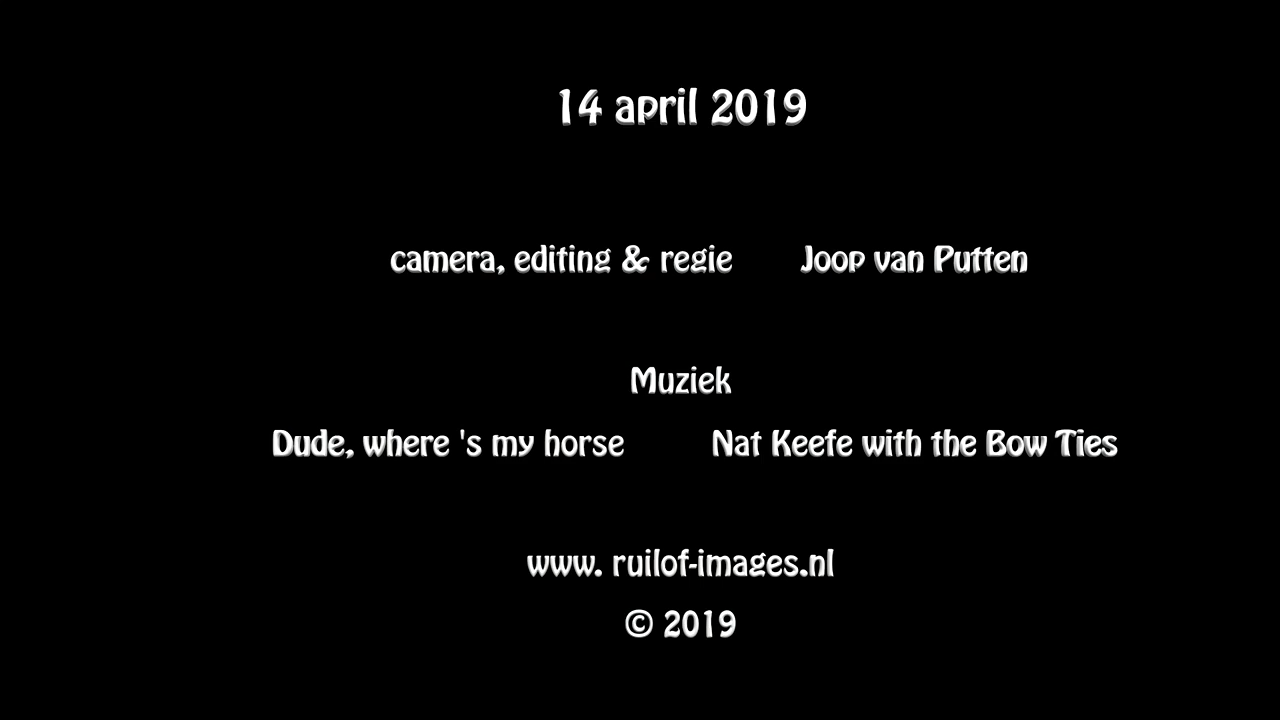 14 april 2019
camera, editing & regie Joop van Putten
Muziek
Dude, where 's my horse Nat Keefe with the Bow Ties
www. ruilof-images.nl
© 2019